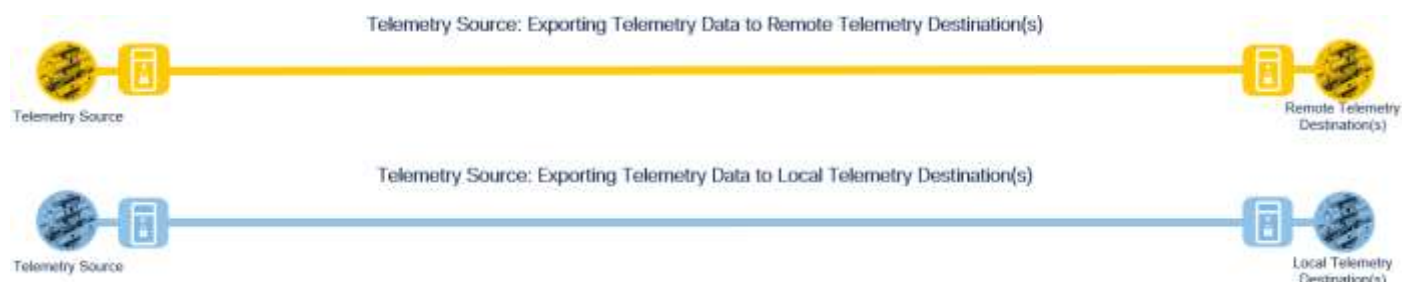 Telemetry Source: Exporting Telemetry Data to Remote Telemetry Destination(s)
Telemetry Source
Remote Telemetry
Destination(s)
Telemetry Source: Exporting Telemetry Data to Local Telemetry Destination(s)
Telemetry Source
Local Telemetry
Destination(s)